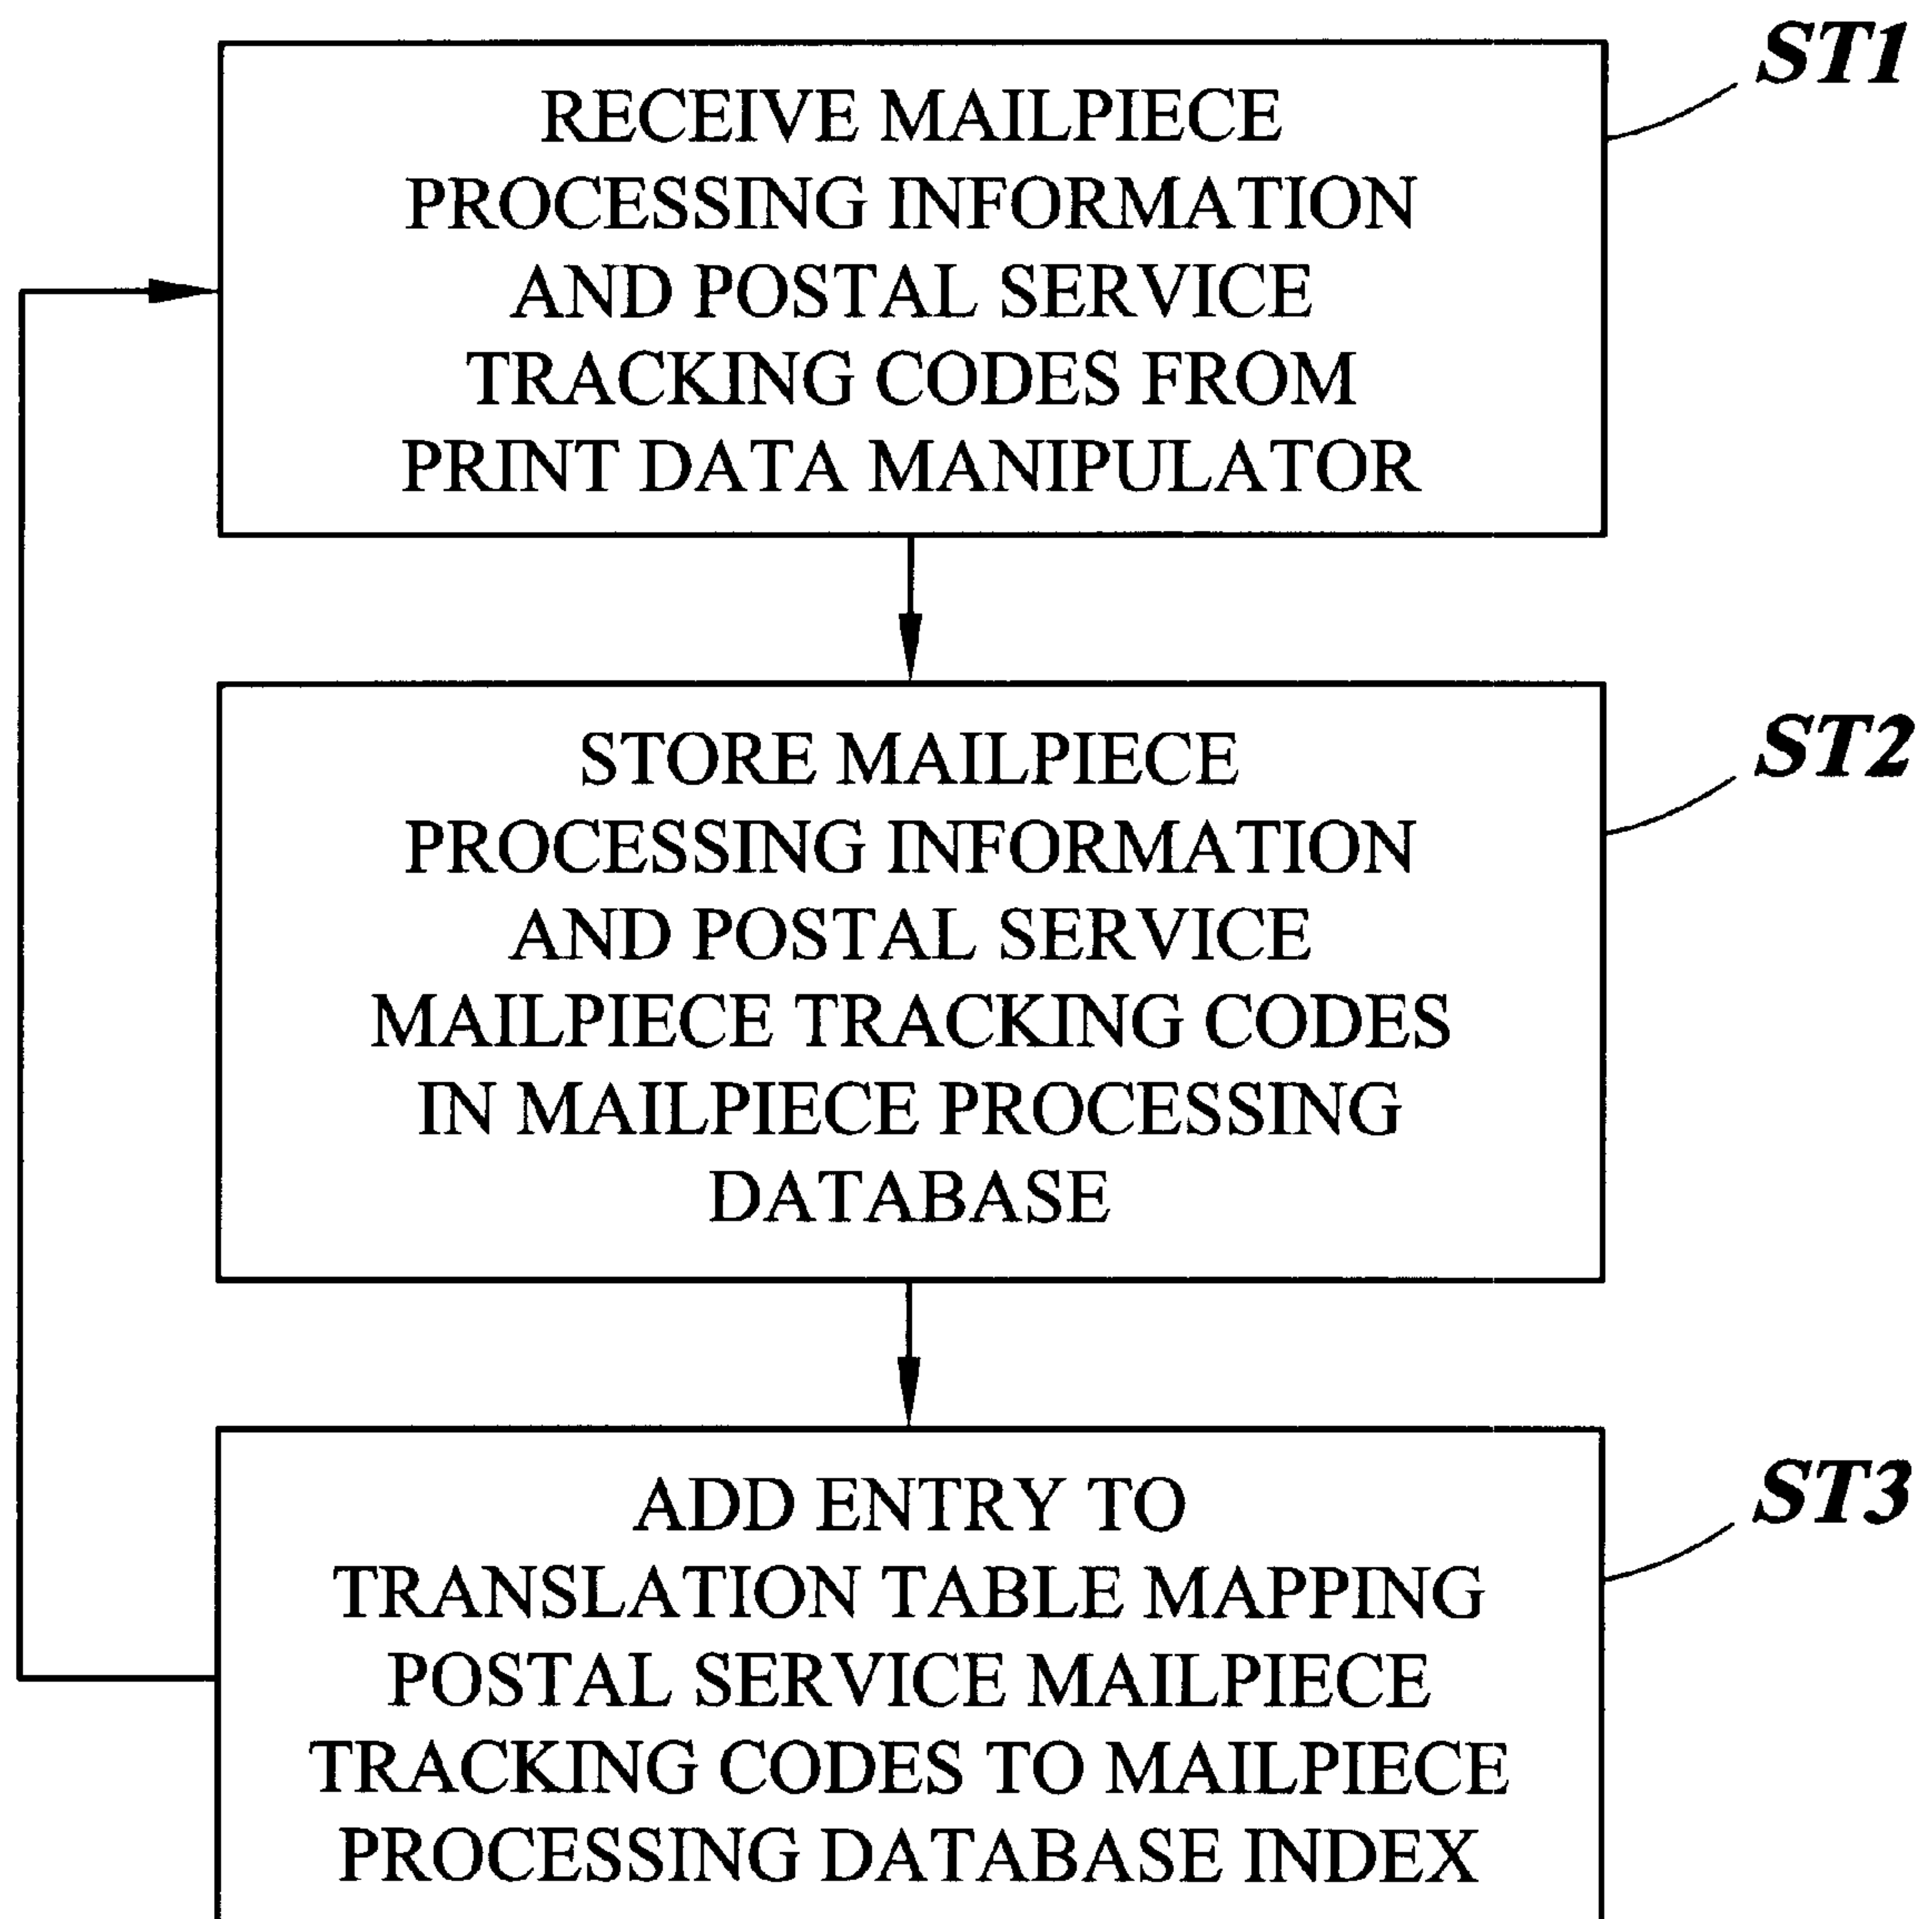 ST1
RECEIVE MAILPIECE
PROCESSING INFORMATION
AND POSTAL SERVICE
TRACKING CODES FROM
PRINT DATA MANIPULATOR
ST2
STORE MAILPIECE
PROCESSING INFORMATION
AND POSTAL SERVICE
MAILPIECE TRACKING CODES
IN MAILPIECE PROCESSING
DATABASE
ST3
ADD ENTRY TO
TRANSLATION TABLE MAPPING
POSTAL SERVICE MAILPIECE
TRACKING CODES TO MAILPIECE
PROCESSING DATABASE INDEX